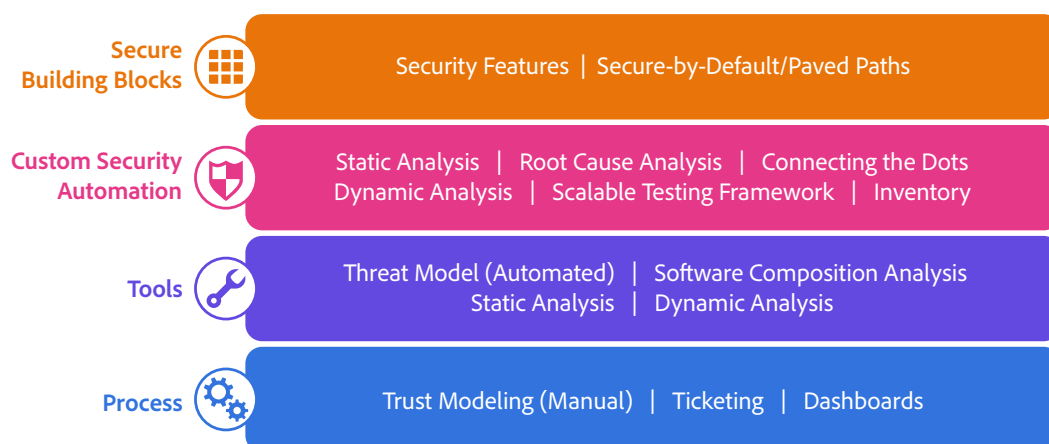 Secure
Building Blocks
Security Features | Secure-by-Default/Paved Paths
Custom Security
Automation
Static Analysis | Root Cause Analysis | Connecting the Dots
Dynamic Analysis | Scalable Testing Framework | Inventory
Tools
Threat Model (Automated) | Software Composition Analysis
Static Analysis | Dynamic Analysis
Process
Trust Modeling (Manual) | Ticketing | Dashboards